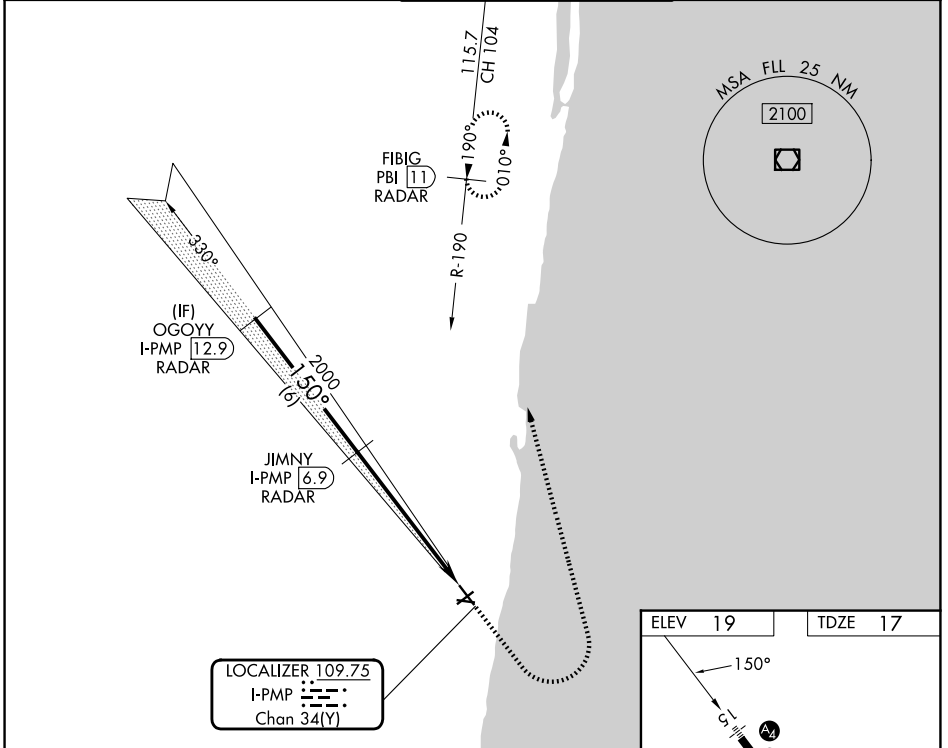 115.7
CH 104
190°
010°
FIBIG
PBI 11
RADAR
R-190
MSA FLL 25 NM
2100
330°
(IF)
OGOYY
I-PMP 12.9
RADAR
2000
150°
(6)
JIMNY
I-PMP 6.9
RADAR
LOCALIZER 109.75
I-PMP
Chan 34(Y)
ELEV 19
TDZE 17
150°
15
A4